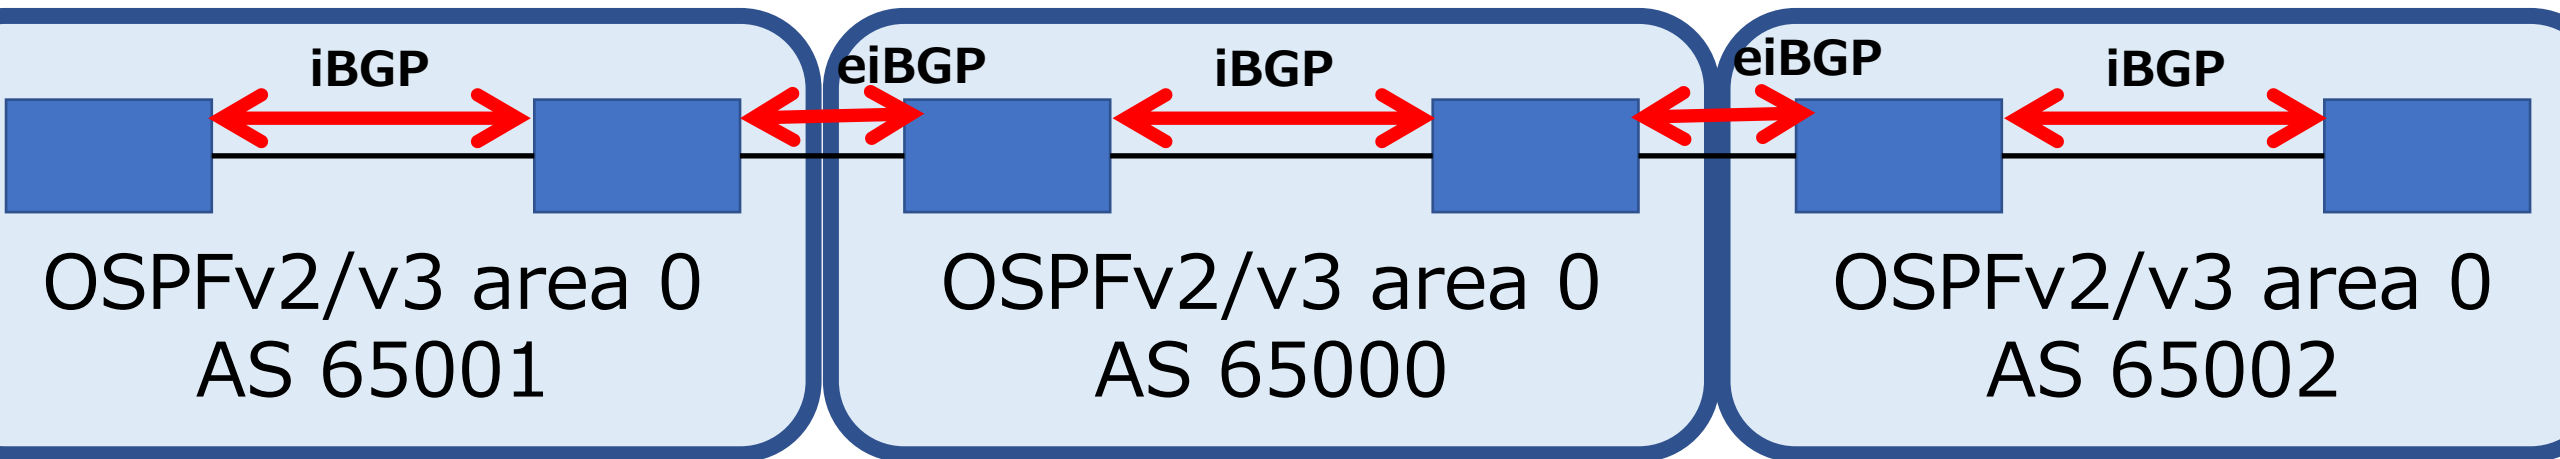 iBGP
eiBGP
iBGP
eiBGP
iBGP
OSPFv2/v3 area 0
AS 65001
OSPFv2/v3 area 0
AS 65000
OSPFv2/v3 area 0
AS 65002